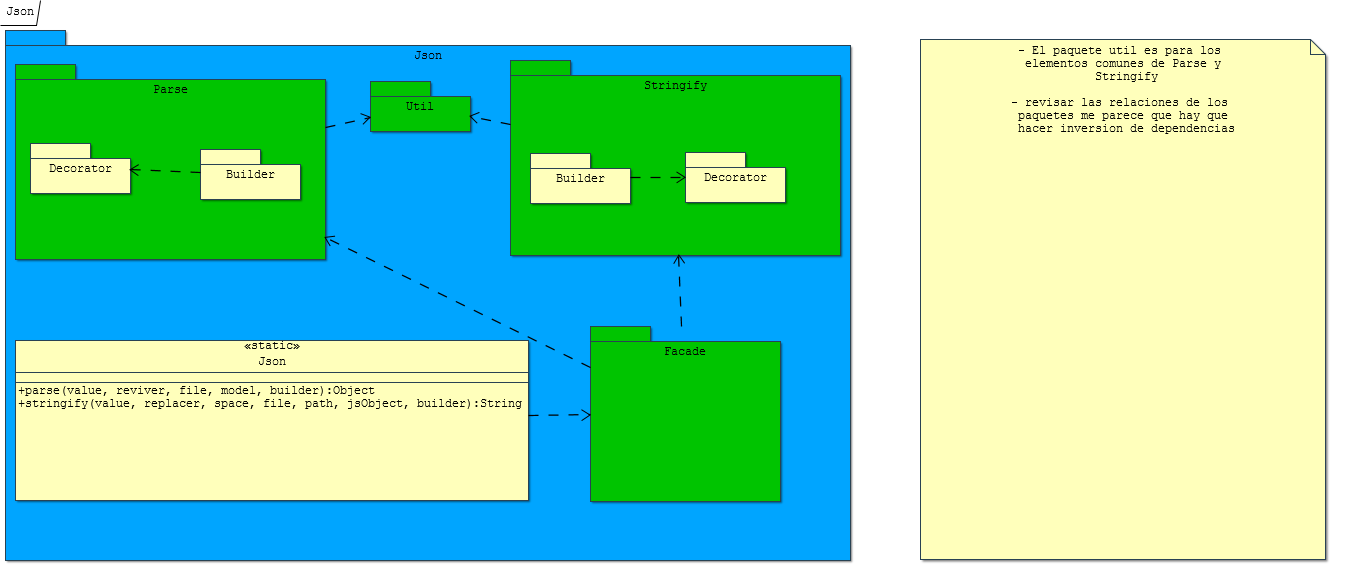 Json
Json
Parse
Util
Stringify
Decorator
Builder
Builder
Decorator
«static»
Json
+parse(value, reviver, file, model, builder):Object
+stringify(value, replacer, space, file, path, jsObject, builder):String
Facade
- El paquete util es para los
elementos comunes de Parse y
Stringify
- revisar las relaciones de los
paquetes me parece que hay que
hacer inversion de dependencias